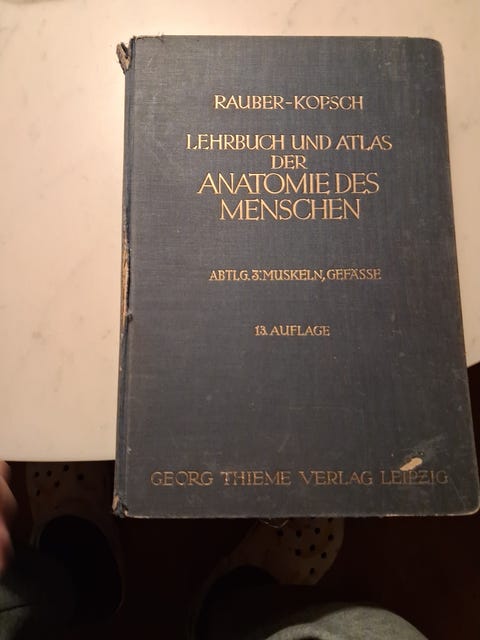 RAUBER-KOPSCH
LEHRBUCH UND ATLAS
DER
ANATOMIE DES
MENSCHEN
ABTLG. 3: MUSKELN, GEFÄSSE
13. AUFLAGE
GEORG THIEME VERLAG LEIPZIG